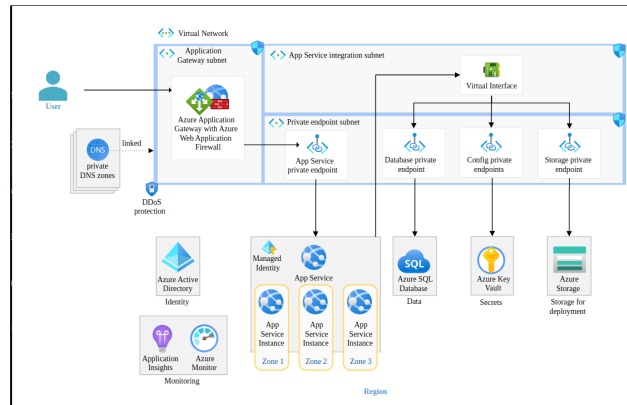 Virtual Network
Application
Gateway subnet
App Service integration subnet
Virtual Interface
User
Azure Application
Gateway with Azure
Web Application
Firewall
Private endpoint subnet
App Service
private endpoint
Database private
endpoint
Config private
endpoints
Storage private
endpoint
DNS
linked
private
DNS zones
DDoS
protection
Azure Active
Directory
Identity
Managed
Identity
App Service
App
Service
Instance
Zone 1
App
Service
Instance
Zone 2
App
Service
Instance
Zone 3
SQL
Azure SQL
Database
Data
Azure Key
Vault
Secrets
Azure
Storage
Storage for
deployment
Application
Insights
Azure
Monitor
Monitoring
Region